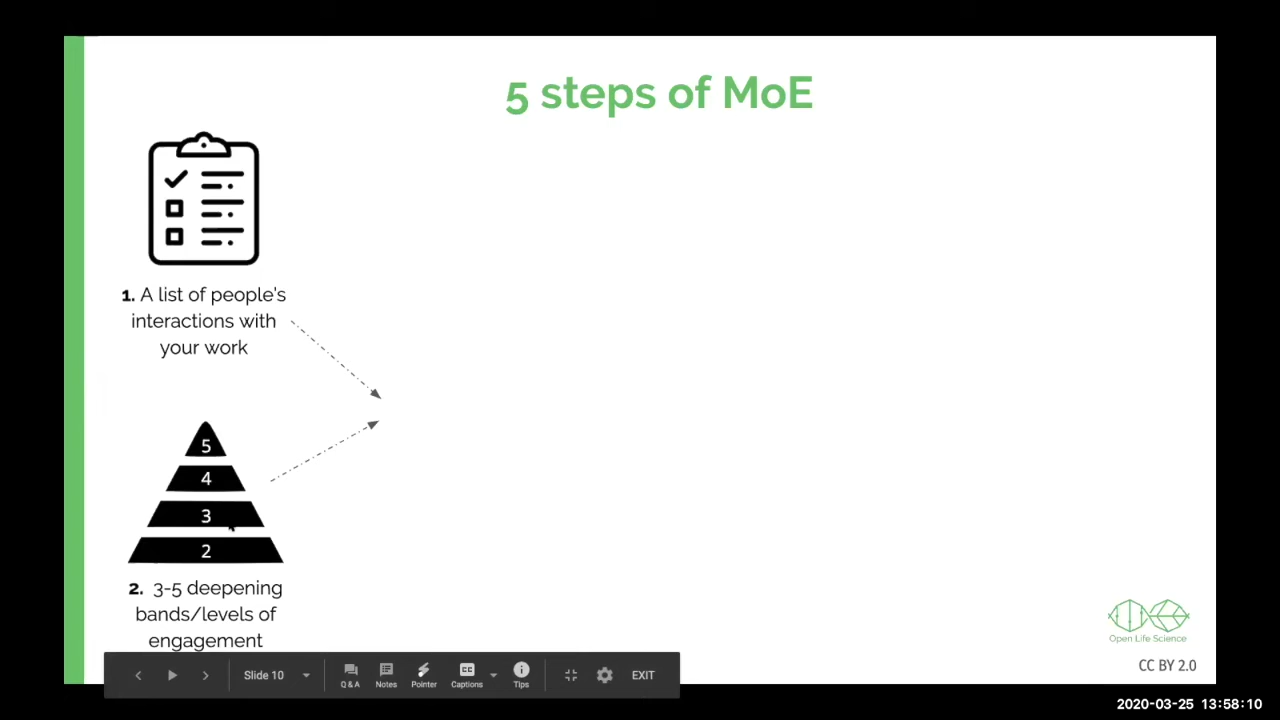 5 steps of MoE
1. A list of people's
interactions with
your work
5
4
3
2
2. 3-5 deepening
bands/levels of
engagement
Open Life Science
CC BY 2.0
Slide 10
Q & A
Notes
Pointer
CC
Captions
Tips
EXIT
2020-03-25 13:58:10